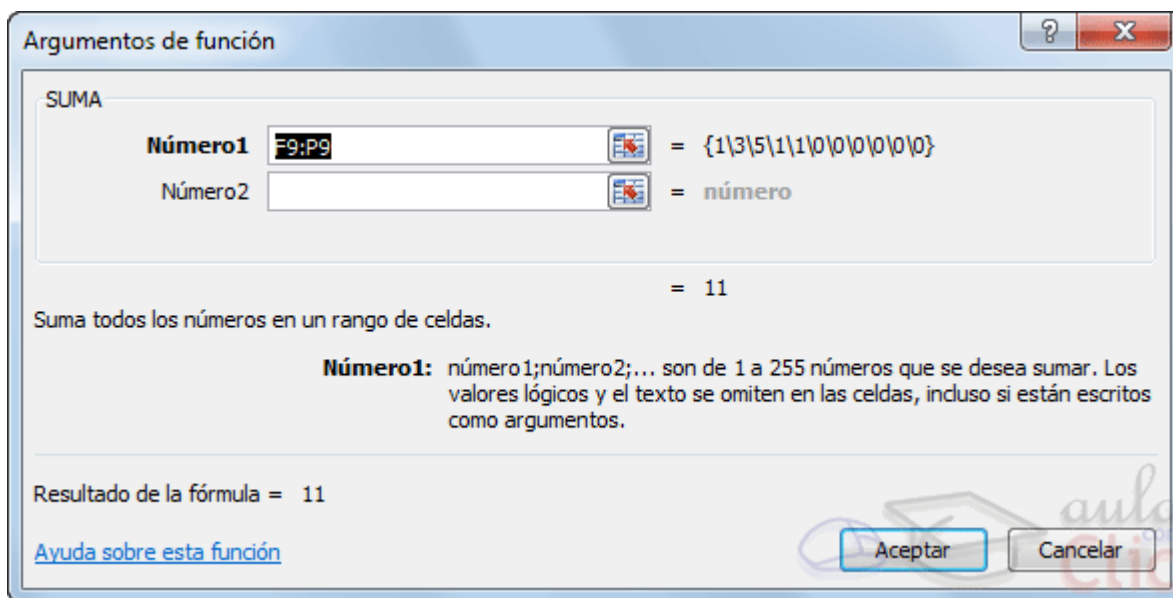 Argumentos de función
SUMA
Número1 F9:P9 = {1\3\5\1\1\0\0\0\0\0\0}
Número2 = número
= 11
Suma todos los números en un rango de celdas.
Número1: número1;número2;... son de 1 a 255 números que se desea sumar. Los
valores lógicos y el texto se omiten en las celdas, incluso si están escritos
como argumentos.
Resultado de la fórmula = 11
Ayuda sobre esta función
Aceptar
Cancelar
aula
Clic